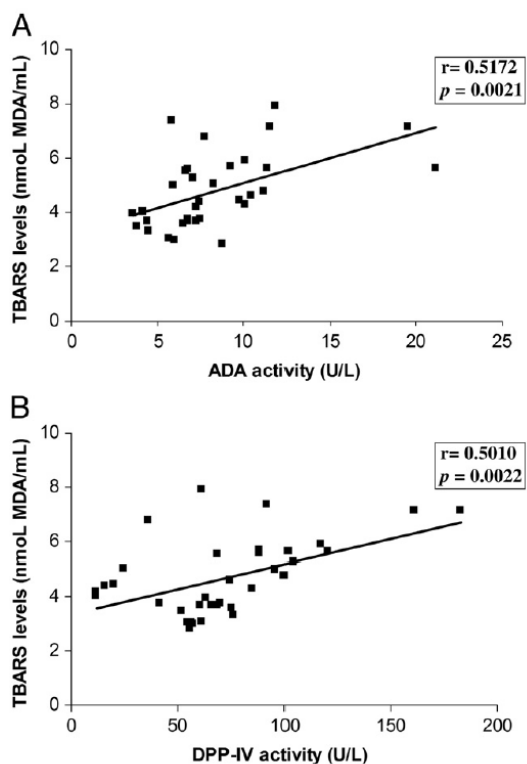 A
TBARS levels (nmoL MDA/mL)
10
8
6
4
2
0
r= 0.5172
p = 0.0021
0 5 10 15 20 25
ADA activity (U/L)
B
TBARS levels (nmoL MDA/mL)
10
8
6
4
2
0
r= 0.5010
p = 0.0022
0 50 100 150 200
DPP-IV activity (U/L)